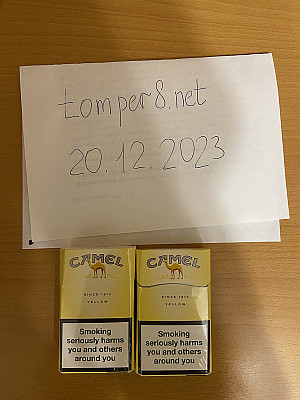 tomper8.net
20.12.2023
CAMEL
SINCE 1913
YELLOW
Smoking
seriously harms
you and others
around you
CAMEL
SINCE 1913
YELLOW
Smoking
seriously harms
you and others
around you